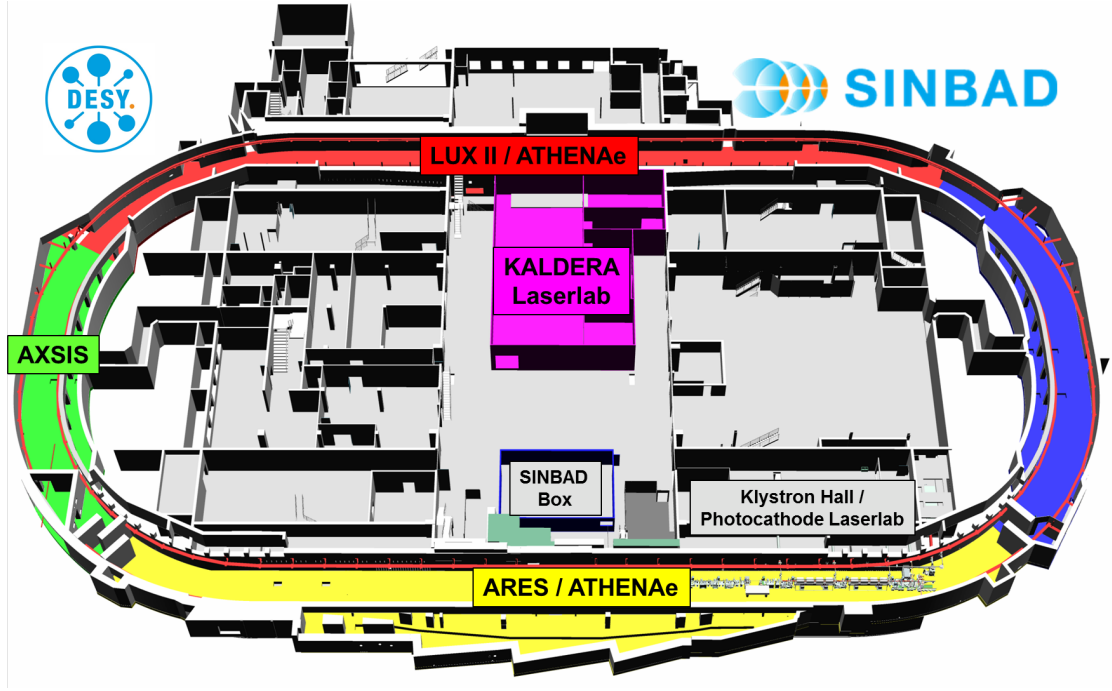 DESY.
SINBAD
LUX II / ATHENAe
KALDERA
Laserlab
AXSIS
SINBAD
Box
Klystron Hall /
Photocathode Laserlab
ARES / ATHENAe